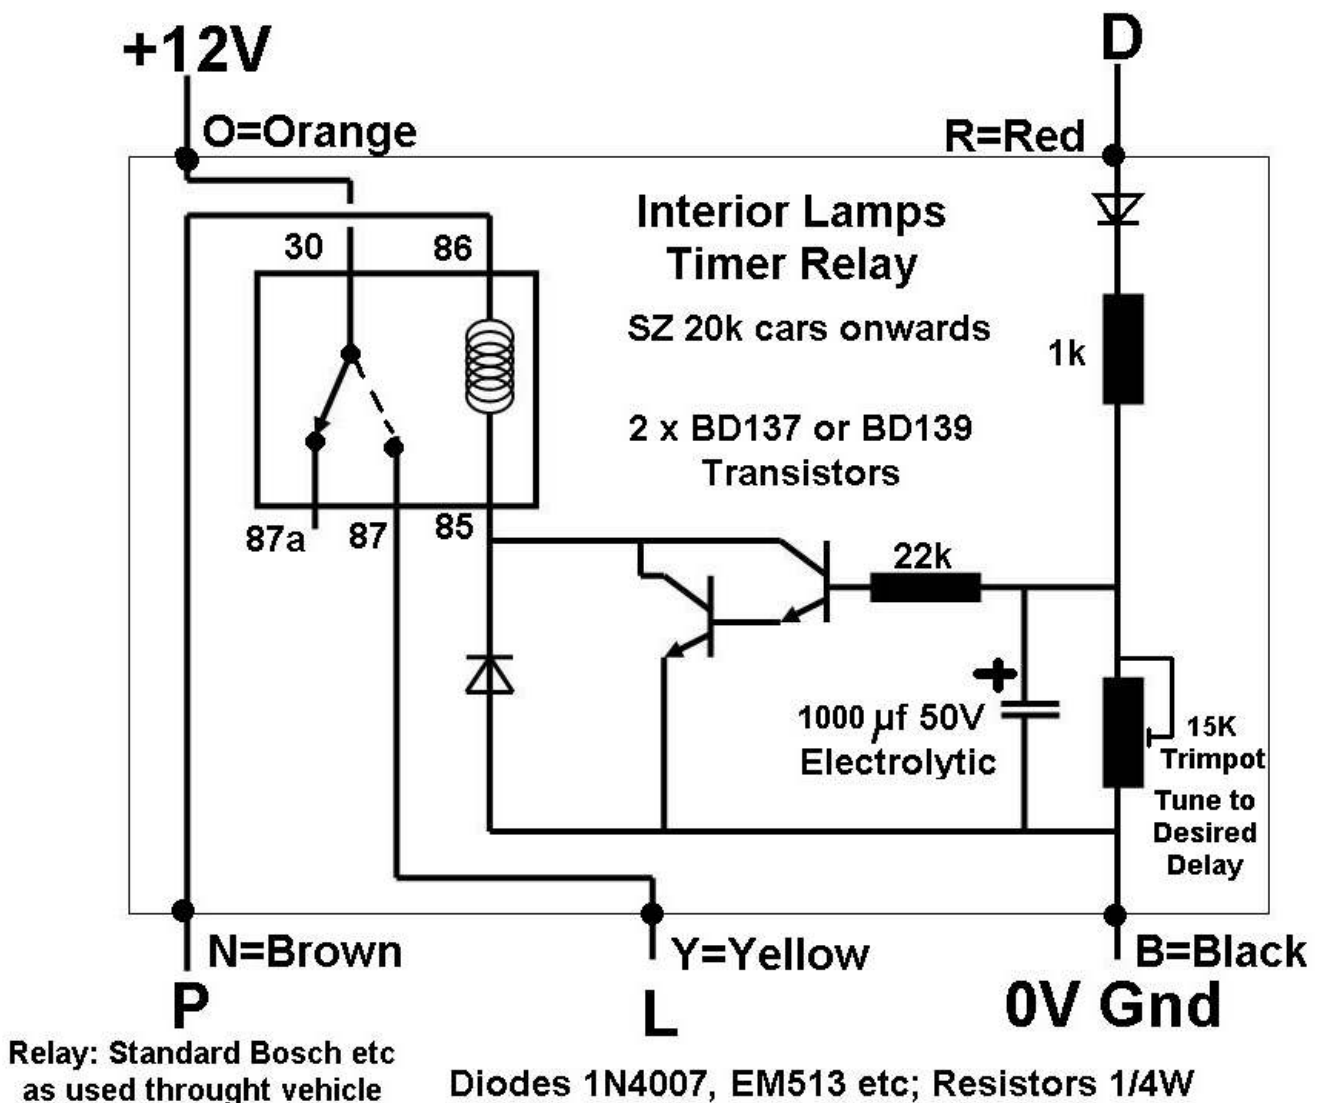 +12V
D
O=Orange
R=Red
Interior Lamps
Timer Relay
30
86
SZ 20k cars onwards
1k
2 x BD137 or BD139
Transistors
87a
87
85
22k
+
1000 µf 50V
Electrolytic
15K
Trimpot
Tune to
Desired
Delay
N=Brown
Y=Yellow
B=Black
P
L
0V Gnd
Relay: Standard Bosch etc
as used throught vehicle
Diodes 1N4007, EM513 etc; Resistors 1/4W